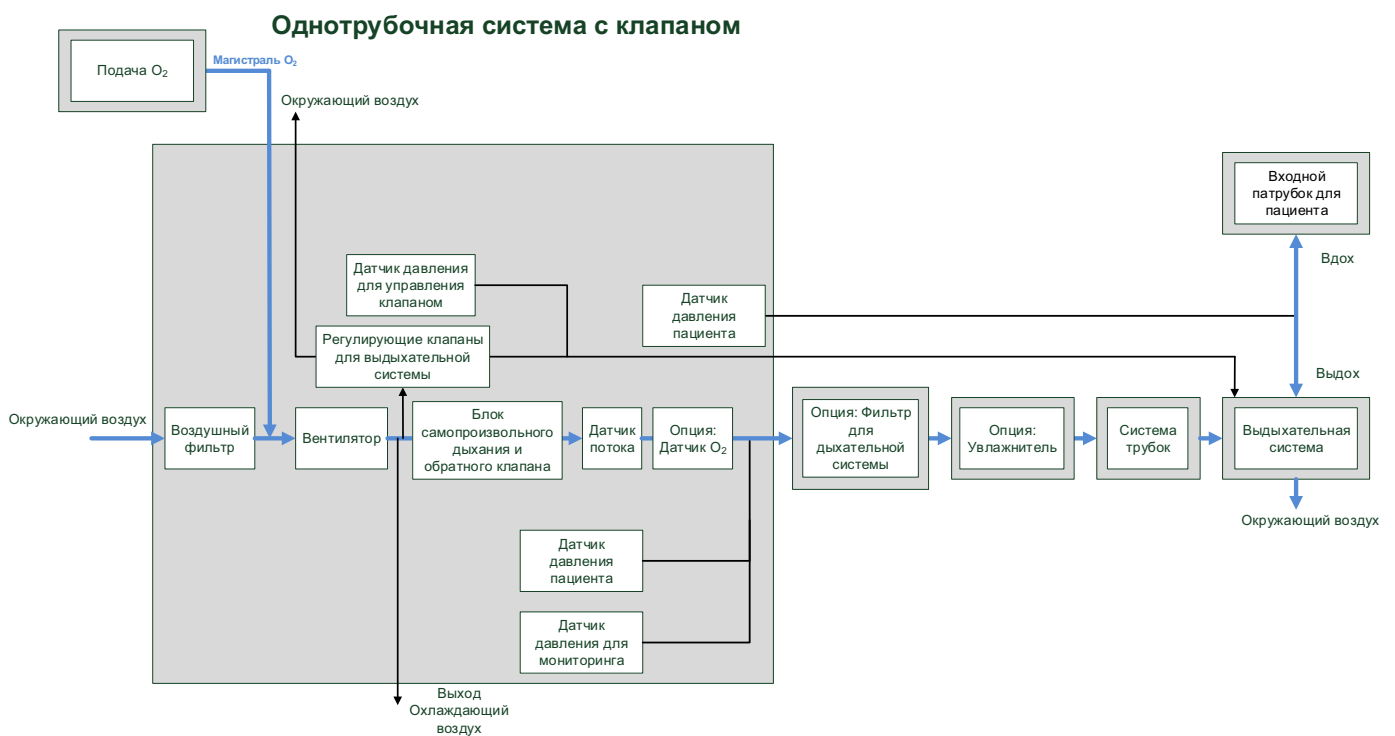 Однотрубочная система с клапаном
Подача O₂
Магистраль O₂
Окружающий воздух
Входной
патрубок для
пациента
Вдох
Датчик давления
для управления
клапаном
Датчик
давления
пациента
Регулирующие клапаны
для выдыхательной
системы
Выдох
Окружающий воздух
Воздушный
фильтр
Вентилятор
Блок
самопроизвольного
дыхания и
обратного клапана
Датчик
потока
Опция:
Датчик O₂
Опция: Фильтр
для
дыхательной
системы
Опция:
Увлажнитель
Система
трубок
Выдыхательная
система
Окружающий воздух
Датчик
давления
пациента
Датчик
давления для
мониторинга
Выход
Охлаждающий
воздух